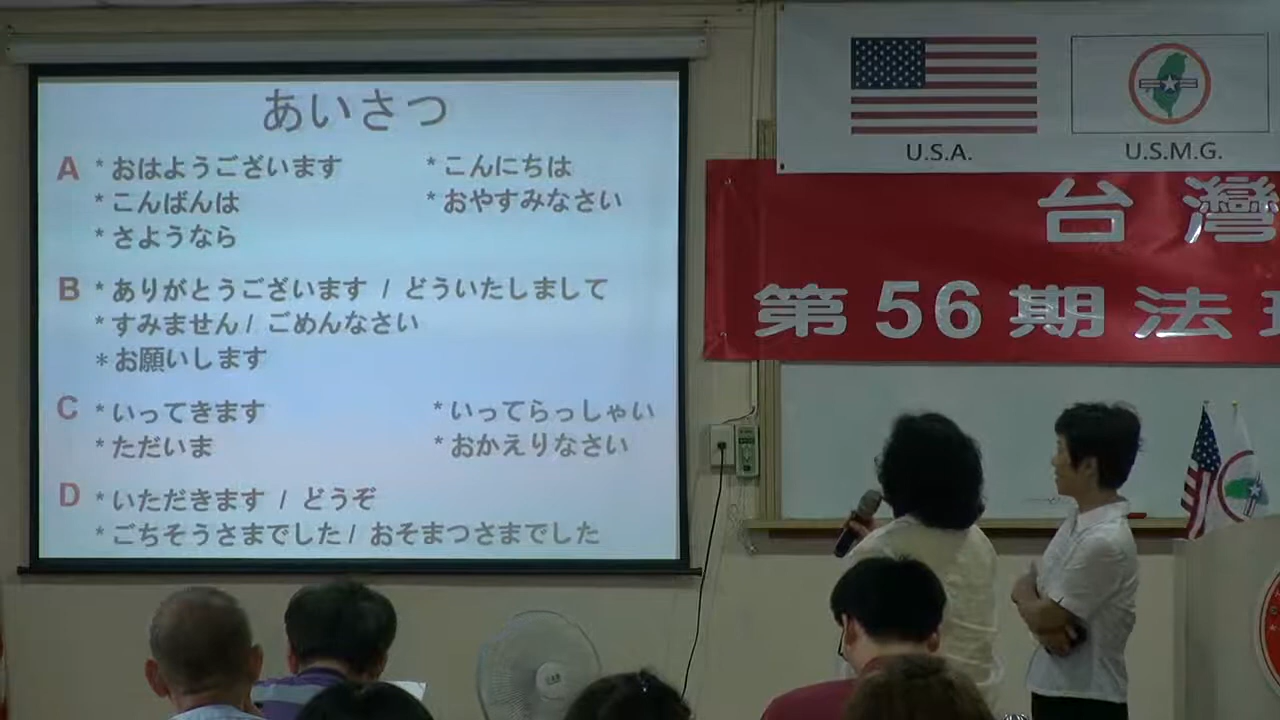 あいさつ
A *おはようございます *こんにちは
*こんばんは *おやすみなさい
*さようなら
B *ありがとうございます / どういたしまして
*すみません / ごめんなさい
*お願いします
C *いってきます *いってらっしゃい
*ただいま *おかえりなさい
D *いただきます / どうぞ
*ごちそうさまでした / おそまつさまでした
U.S.A. U.S.M.G.
台灣
第56期法理